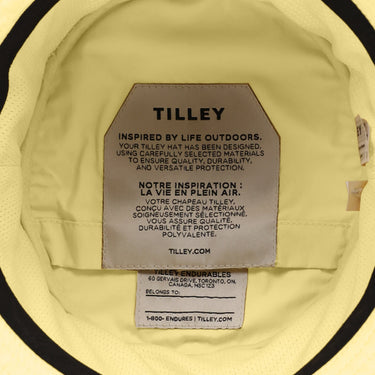 TILLEY
INSPIRED BY LIFE OUTDOORS.
YOUR TILLEY HAT HAS BEEN DESIGNED,
USING CAREFULLY SELECTED MATERIALS
TO ENSURE QUALITY, DURABILITY,
AND VERSATILE PROTECTION.
NOTRE INSPIRATION :
LA VIE EN PLEIN AIR.
VOTRE CHAPEAU TILLEY,
CONÇU AVEC DES MATÉRIAUX
SOIGNEUSEMENT SÉLECTIONNÉ,
VOUS ASSURE QUALITÉ,
DURABILITÉ ET PROTECTION
POLYVALENTE.
TILLEY.COM
TILLEY ENDURABLES
60 GERVAIS DRIVE, TORONTO, ON,
CANADA,
BELONGS TO:
1-800- ENDURES | TILLEY.COM